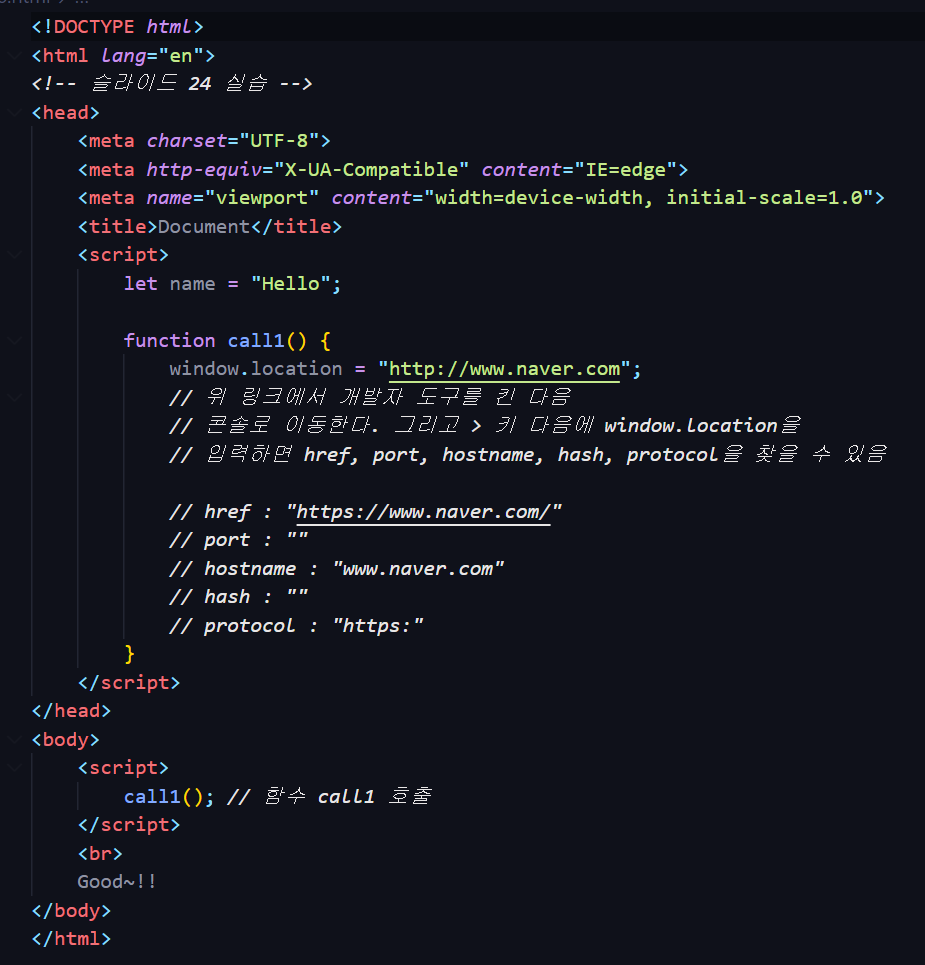 <!DOCTYPE html>
<html lang="en">
<!-- 슬라이드 24 실습 -->
<head>
    <meta charset="UTF-8">
    <meta http-equiv="X-UA-Compatible" content="IE=edge">
    <meta name="viewport" content="width=device-width, initial-scale=1.0">
    <title>Document</title>
    <script>
        let name = "Hello";

        function call1() {
            window.location = "http://www.naver.com";
            // 위 링크에서 개발자 도구를 킨 다음
            // 콘솔로 이동한다. 그리고 > 키 다음에 window.location을
            // 입력하면 href, port, hostname, hash, protocol을 찾을 수 있음

            // href : "https://www.naver.com/"
            // port : ""
            // hostname : "www.naver.com"
            // hash : ""
            // protocol : "https:"
        }
    </script>
</head>
<body>
    <script>
        call1(); // 함수 call1 호출
    </script>
    <br>
    Good~!!
</body>
</html>